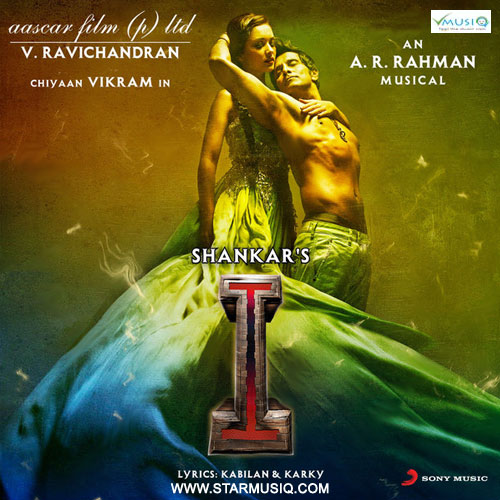 aascar film (p) ltd
V. RAVICHANDRAN
CHIYAAN VIKRAM IN
VMUSIQ
AN
A. R. RAHMAN
MUSICAL
SHANKAR'S
I
LYRICS: KABILAN & KARKY
WWW.STARMUSIQ.COM
SONY MUSIC